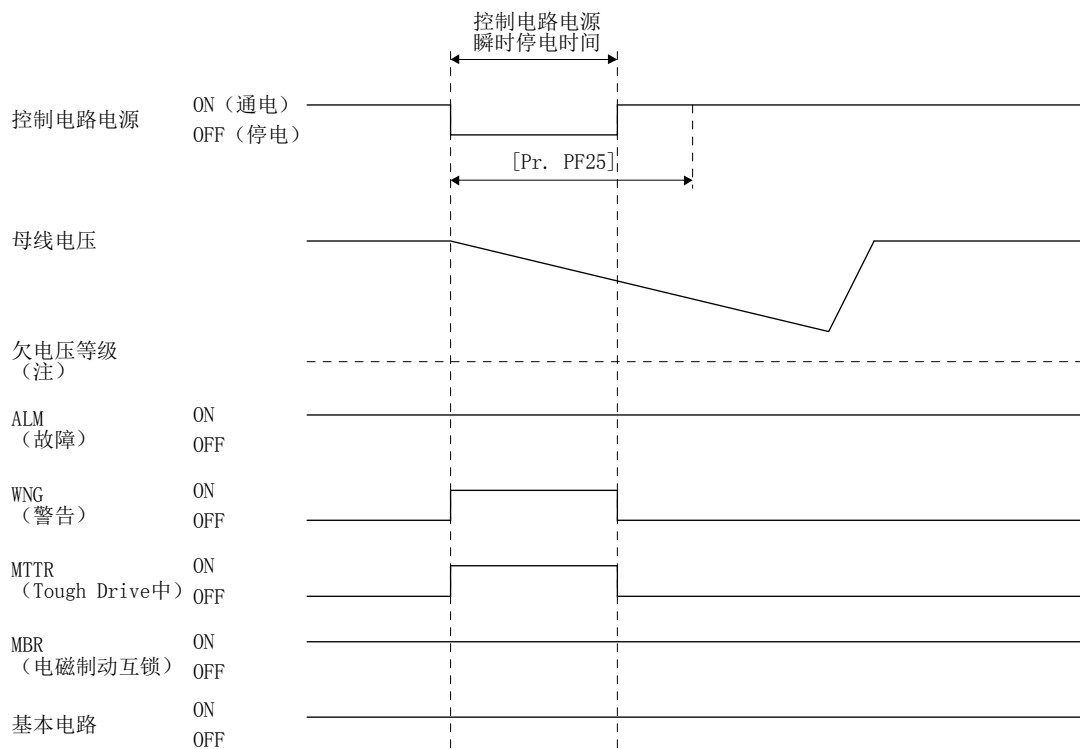 控制电路电源
瞬时停电时间
控制电路电源
ON（通电）
OFF（停电）
[Pr. PF25]
母线电压
欠电压等级
（注）
ALM
（故障）
ON
OFF
WNG
（警告）
ON
OFF
MTTR
（Tough Drive中）
ON
OFF
MBR
（电磁制动互锁）
ON
OFF
基本电路
ON
OFF